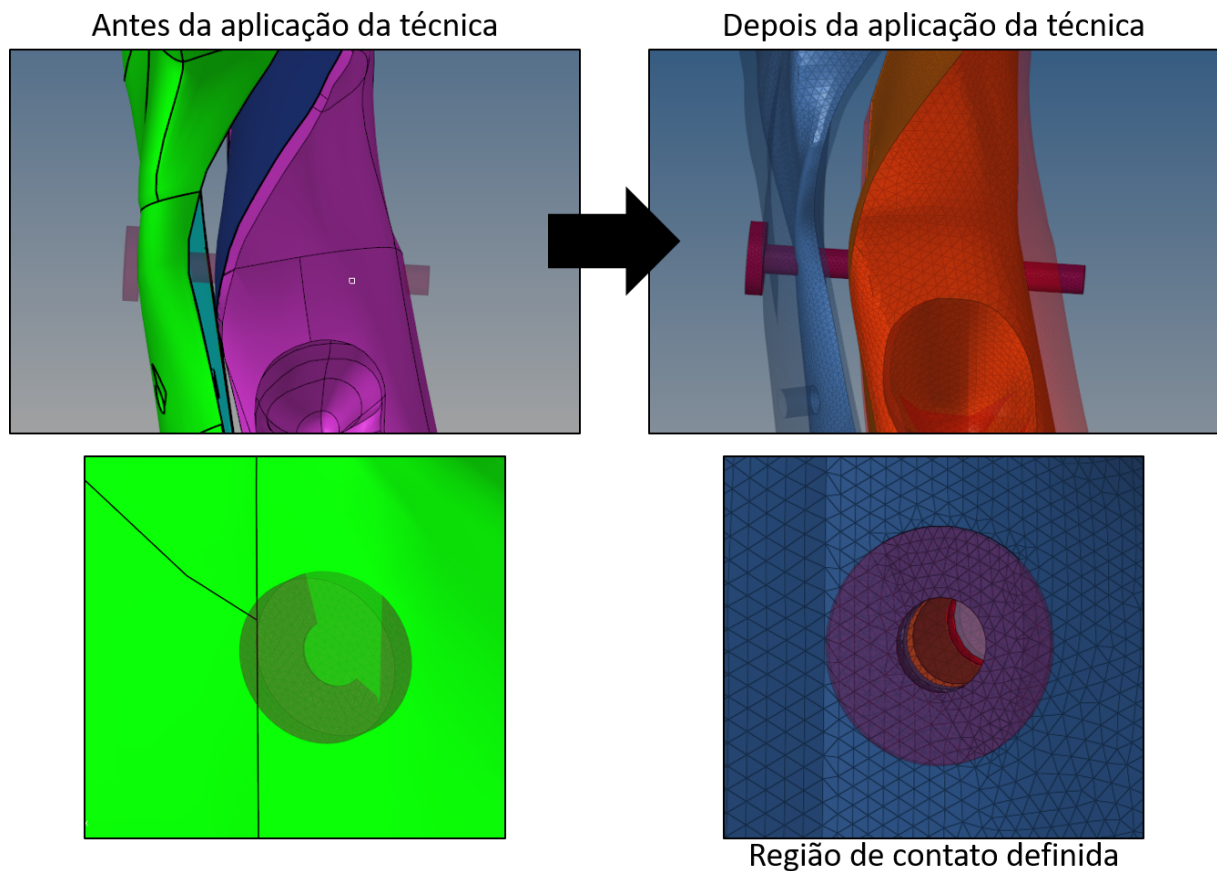 Antes da aplicação da técnica
Depois da aplicação da técnica
Região de contato definida